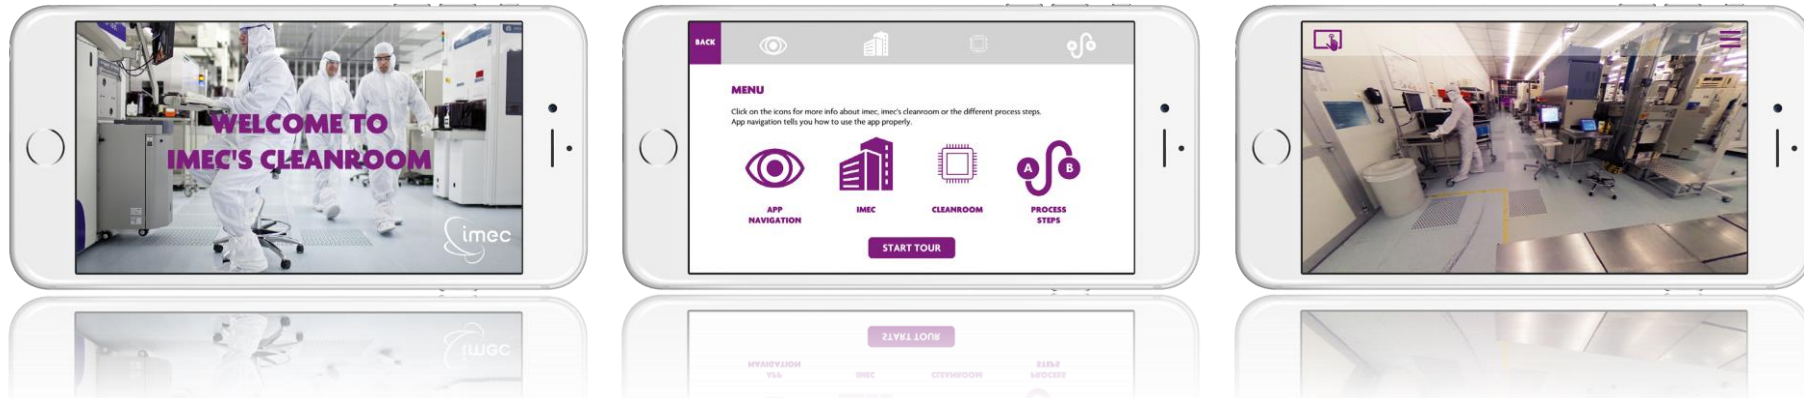 WELCOME TO
IMEC'S CLEANROOM
imec
BACK
MENU
Click on the icons for more info about imec, imec's cleanroom or the different process steps.
App navigation tells you how to use the app properly.
A B
APP
NAVIGATION
IMEC
CLEANROOM
PROCESS
STEPS
START TOUR